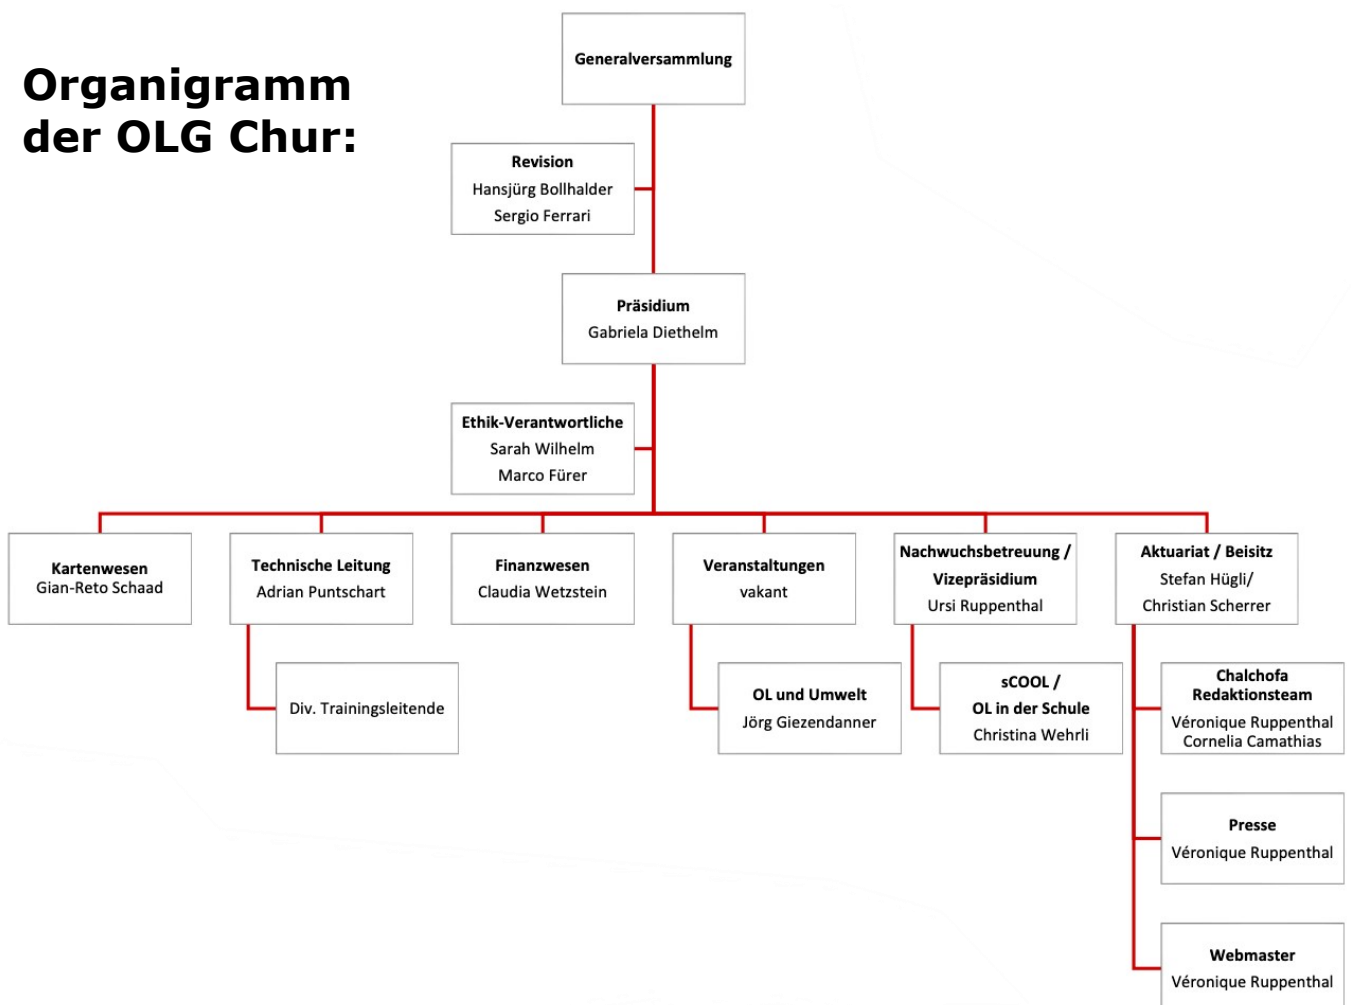 Organigramm
der OLG Chur:
Generalversammlung
Revision
Hansjürg Bollhalder
Sergio Ferrari
Präsidium
Gabriela Diethelm
Ethik-Verantwortliche
Sarah Wilhelm
Marco Fürer
Kartenwesen
Gian-Reto Schaad
Technische Leitung
Adrian Puntschart
Finanzwesen
Claudia Wetzstein
Veranstaltungen
vakant
Nachwuchsbetreuung /
Vizepräsidium
Ursi Ruppenthal
Aktuariat / Beisitz
Stefan Hügli/
Christian Scherrer
Div. Trainingsleitende
OL und Umwelt
Jörg Giezendanner
sCOOL /
OL in der Schule
Christina Wehrli
Chalchofa
Redaktionsteam
Véronique Ruppenthal
Cornelia Camathias
Presse
Véronique Ruppenthal
Webmaster
Véronique Ruppenthal